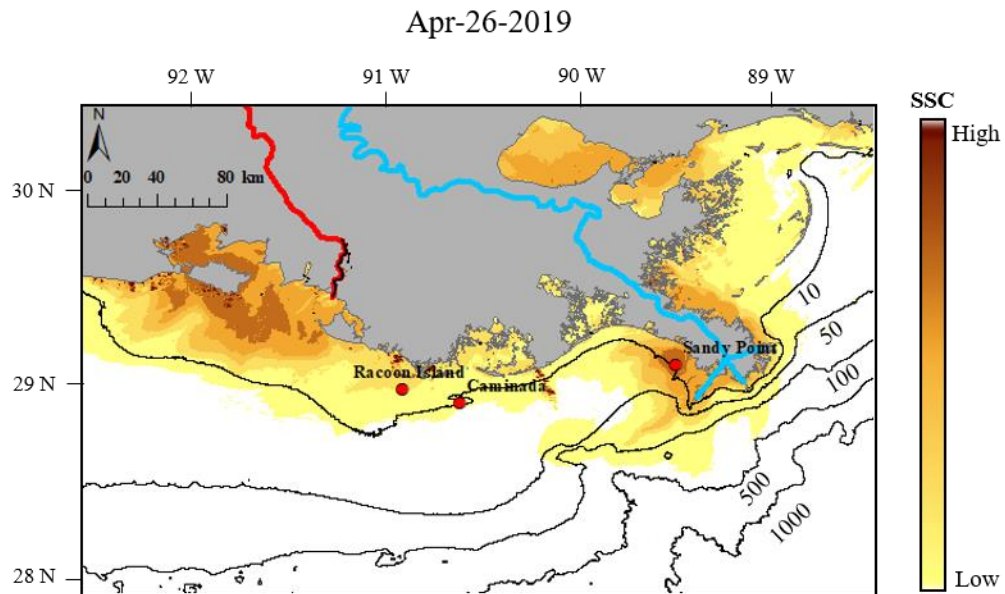 Apr-26-2019
92 W 91 W 90 W 89 W
SSC
N
High
0 20 40 80 km
30 N
10
50
Sandy Point
100
29 N
Racoon Island
Caminada
500
1000
28 N
Low